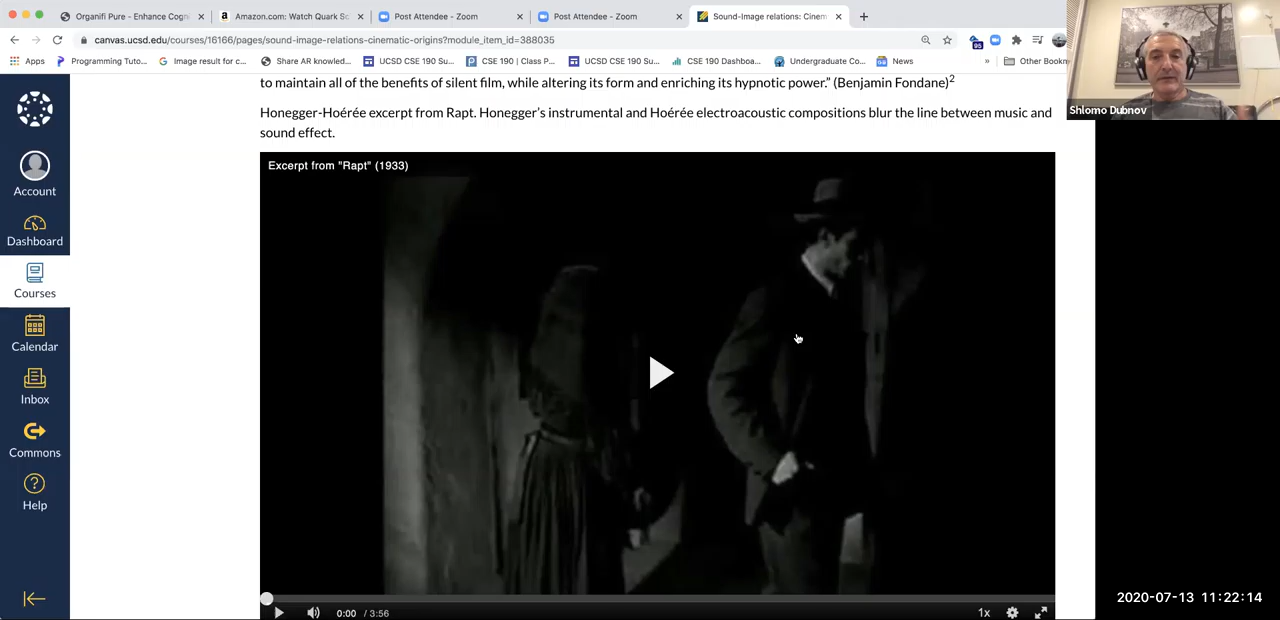 Organifi Pure - Enhance Cogn
Amazon.com: Watch Quark Sc
Post Attendee - Zoom
Post Attendee - Zoom
Sound-Image relations: Cinem
canvas.ucsd.edu/courses/16166/pages/sound-image-relations-cinematic-origins?module_item_id=388035
95
Apps
Programming Tuto...
Image result for c...
Share AR knowled...
UCSD CSE 190 Su...
CSE 190 | Class P...
UCSD CSE 190 Su...
CSE 190 Dashboa...
Undergraduate Co...
News
»
Other Bookn
Shlomo Dubnov
to maintain all of the benefits of silent film, while altering its form and enriching its hypnotic power.” (Benjamin Fondane)2
Honegger-Hoérée excerpt from Rapt. Honegger’s instrumental and Hoérée electroacoustic compositions blur the line between music and
sound effect.
Excerpt from "Rapt" (1933)
Account
Dashboard
Courses
Calendar
Inbox
Commons
Help
0:00 / 3:56
1x
2020-07-13 11:22:14